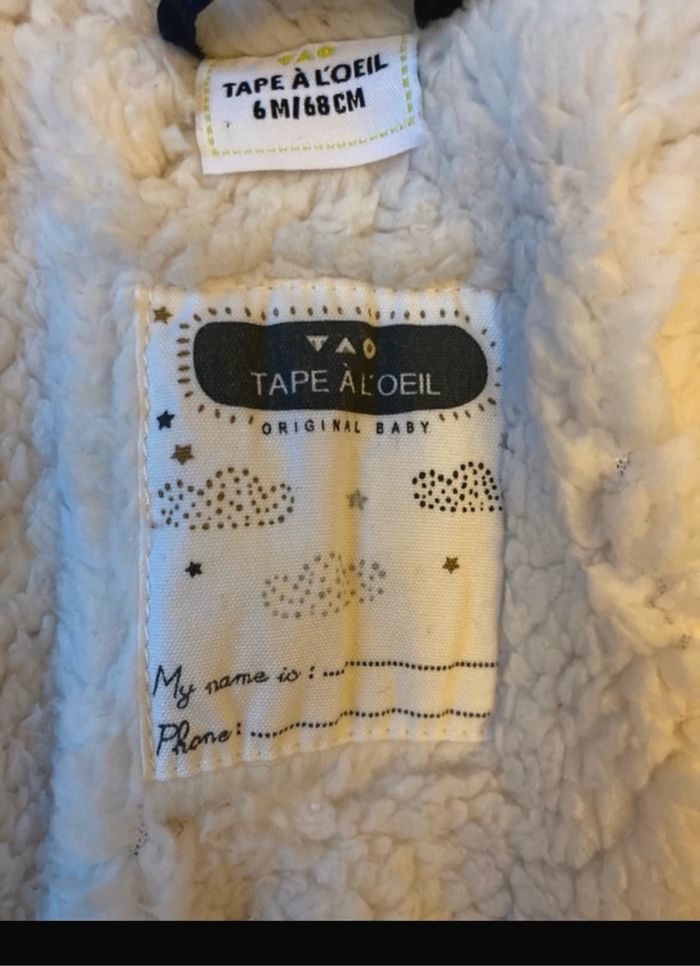 TAO
TAPE À L'OEIL
6M/68CM
TAO
TAPE À L'OEIL
ORIGINAL BABY
My name is :
Phone :